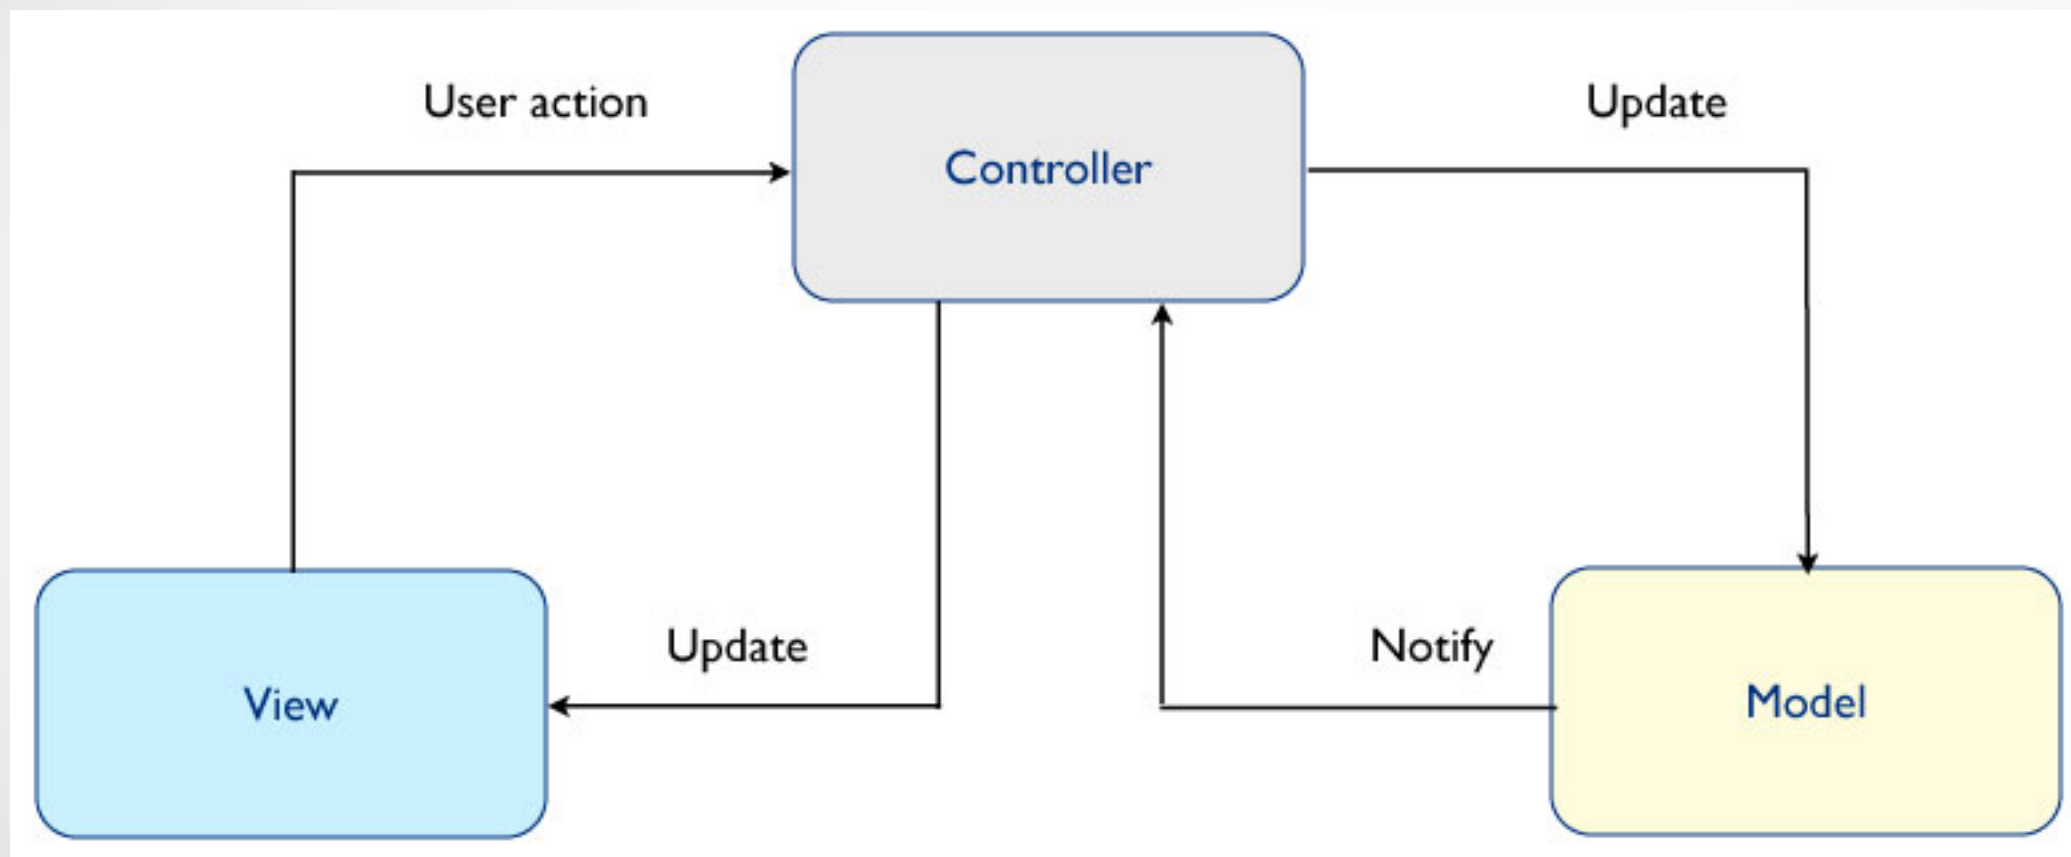 User action
Controller
Update
View
Update
Notify
Model